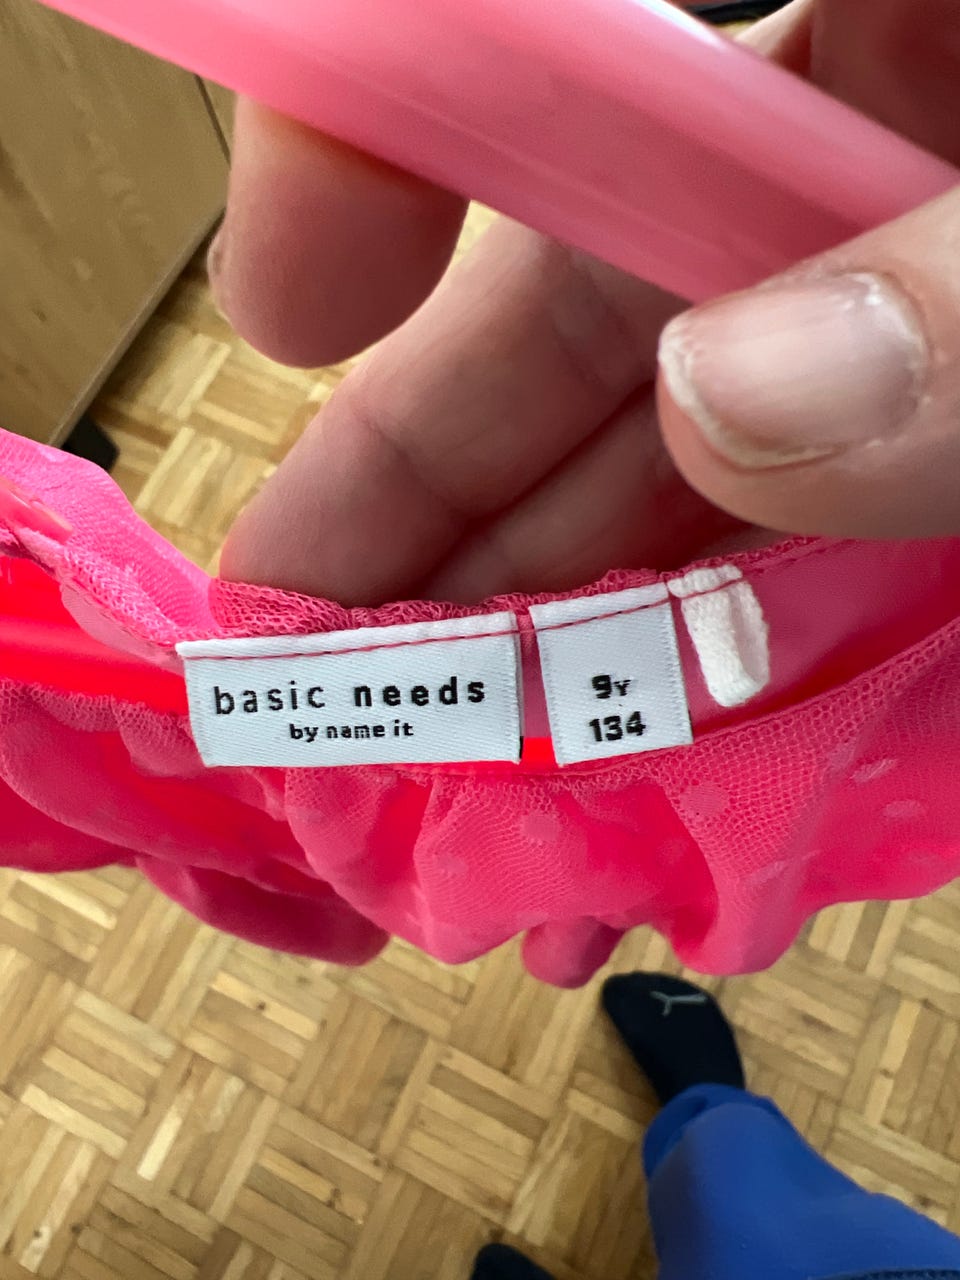 basic needs
by name it
9Y
134